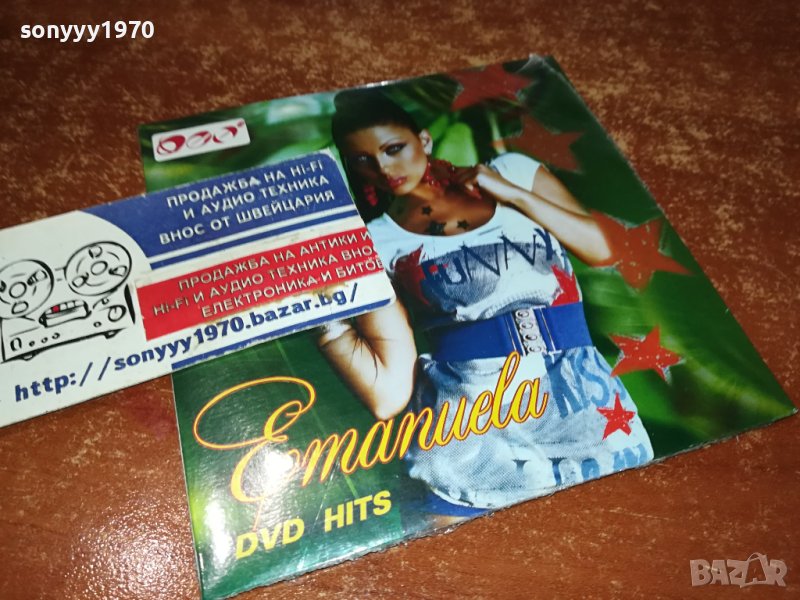 sonyyy1970
ПРОДАЖБА НА Hi-Fi
И АУДИО ТЕХНИКА
ВНОС ОТ ШВЕЙЦАРИЯ
ПРОДАЖБА НА АНТИКИ И
Hi-Fi И АУДИО ТЕХНИКА ВНО
ЕЛЕКТРОНИКА И БИТОВ
http://sonyyy1970.bazar.bg/
FUNNY
KISS
Emanuela
DVD HITS
BAZAR